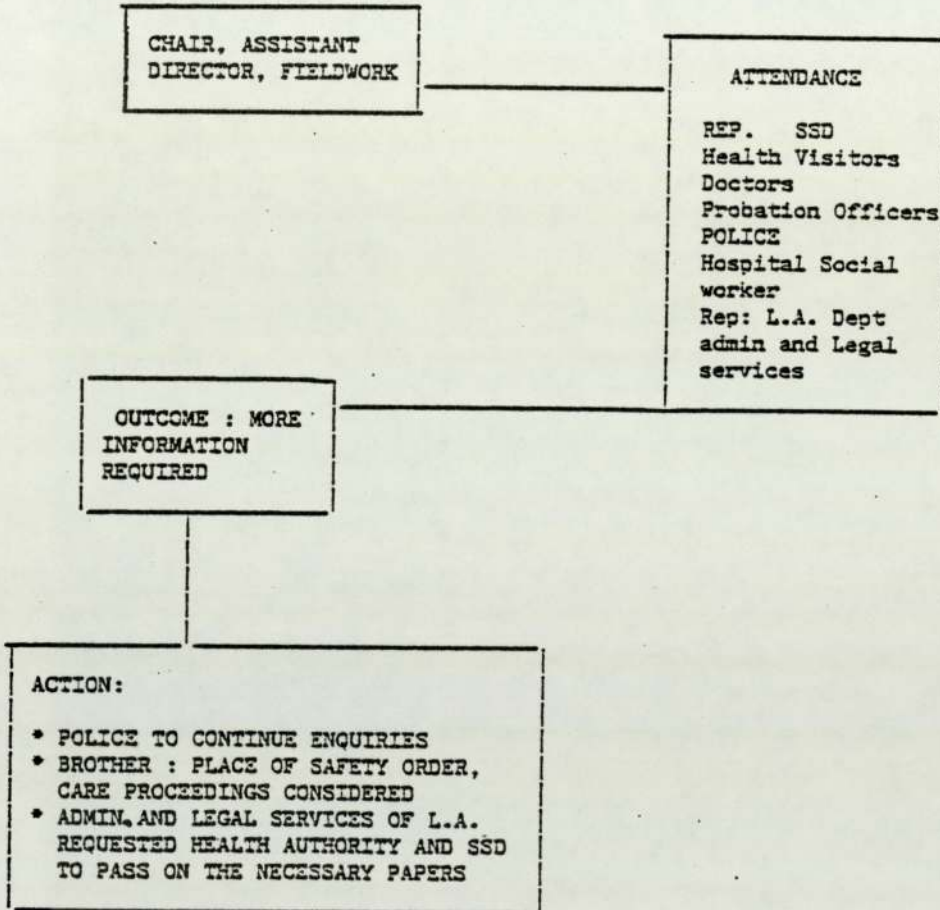 CHAIR, ASSISTANT
DIRECTOR, FIELDWORK
ATTENDANCE
REP. SSD
Health Visitors
Doctors
Probation Officers
POLICE
Hospital Social
worker
Rep: L.A. Dept
admin and Legal
services
OUTCOME : MORE
INFORMATION
REQUIRED
ACTION:
* POLICE TO CONTINUE ENQUIRIES
* BROTHER : PLACE OF SAFETY ORDER,
CARE PROCEEDINGS CONSIDERED
* ADMIN. AND LEGAL SERVICES OF L.A.
REQUESTED HEALTH AUTHORITY AND SSD
TO PASS ON THE NECESSARY PAPERS